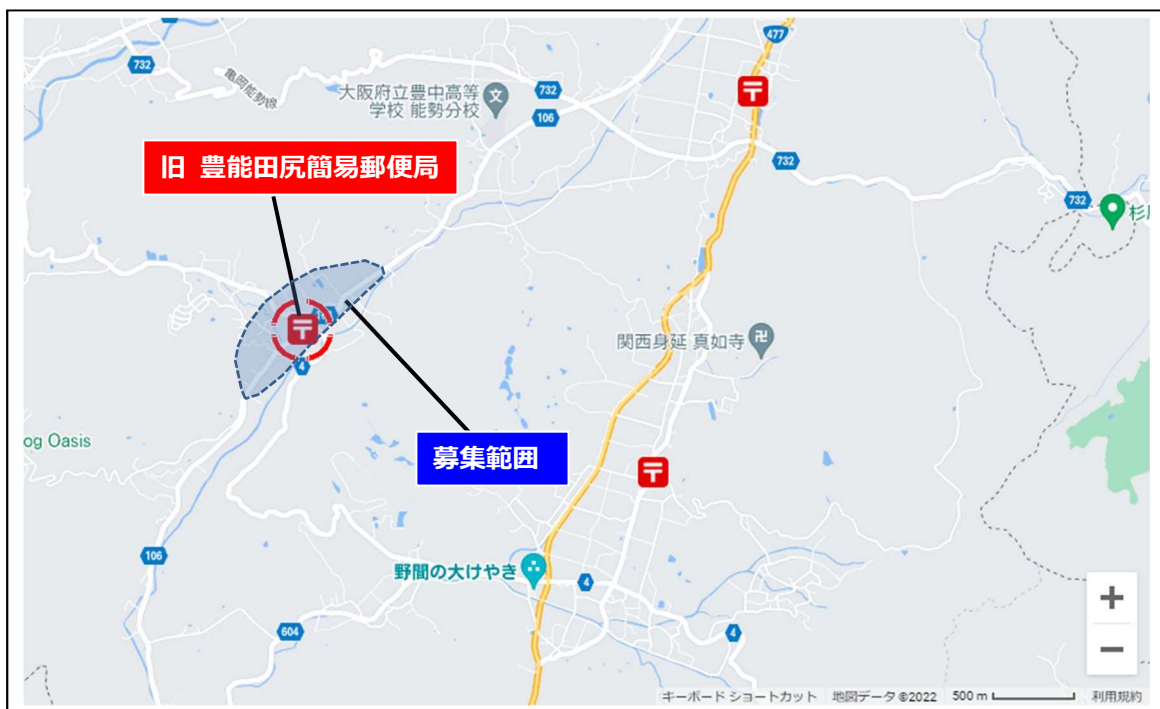 477
732
亀岡能勢線
大阪府立豊中高等
学校 能勢分校
文
732
106
〒
旧 豊能田尻簡易郵便局
732
732
杉
〒
4
関西身延 真如寺
卍
og Oasis
募集範囲
〒
106
野間の大けやき
4
604
4
+
−
キーボード ショートカット
地図データ ©2022
500 m
利用規約